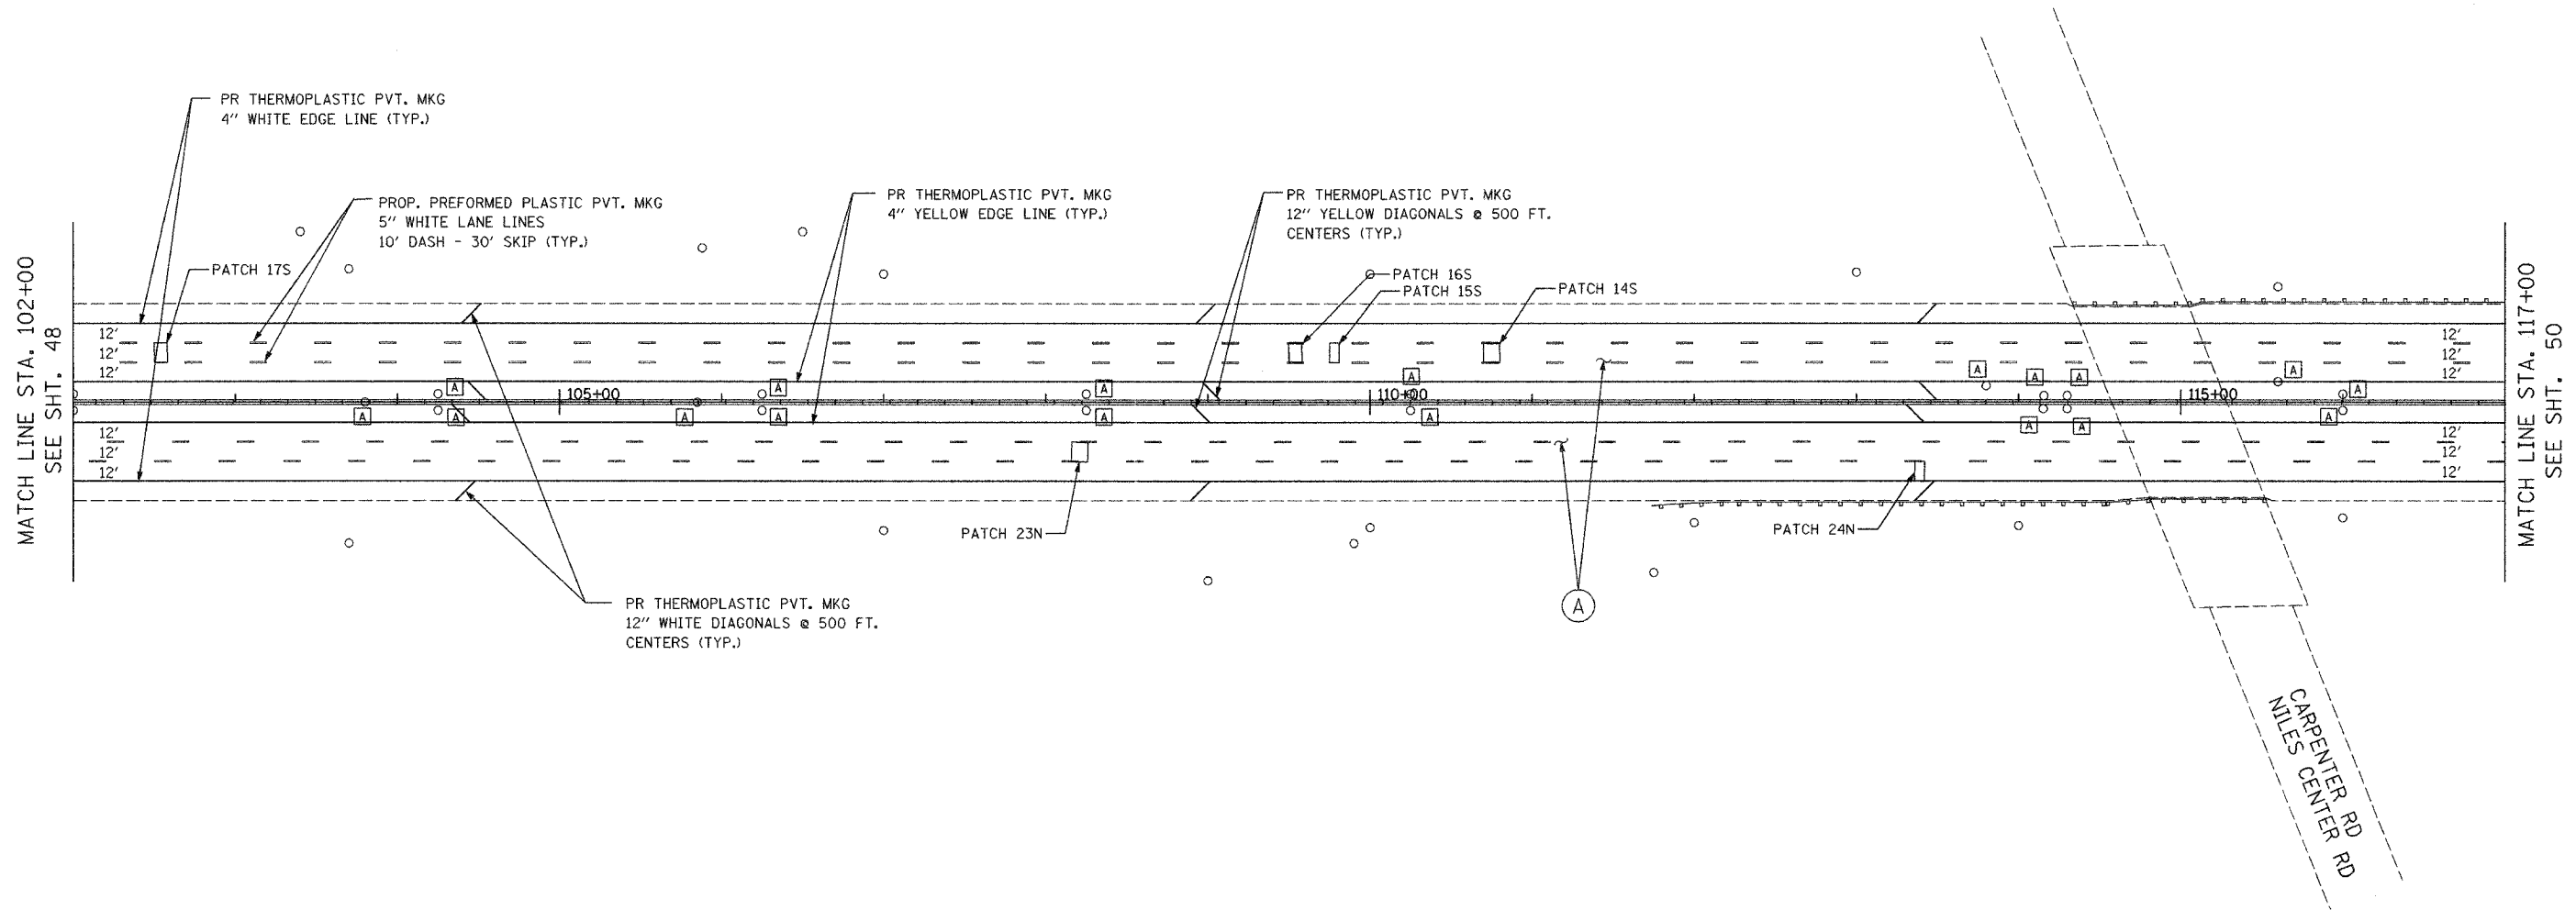 PR THERMOPLASTIC PVT. MKG
4" WHITE EDGE LINE (TYP.)
PROP. PREFORMED PLASTIC PVT. MKG
5" WHITE LANE LINES
10' DASH - 30' SKIP (TYP.)
PR THERMOPLASTIC PVT. MKG
4" YELLOW EDGE LINE (TYP.)
PR THERMOPLASTIC PVT. MKG
12" YELLOW DIAGONALS @ 500 FT.
CENTERS (TYP.)
MATCH LINE STA. 102+00
SEE SHT. 48
PATCH 17S
PATCH 16S
PATCH 15S
PATCH 14S
MATCH LINE STA. 117+00
SEE SHT. 50
12'
12'
12'
12'
12'
12'
A
A
A
A
A
A
A
A
A
105+00
110+00
115+00
A
A
A
A
A
A
A
A
A
12'
12'
12'
12'
12'
12'
PATCH 23N
PATCH 24N
A
PR THERMOPLASTIC PVT. MKG
12" WHITE DIAGONALS @ 500 FT.
CENTERS (TYP.)
CARPENTER RD
NILES CENTER RD